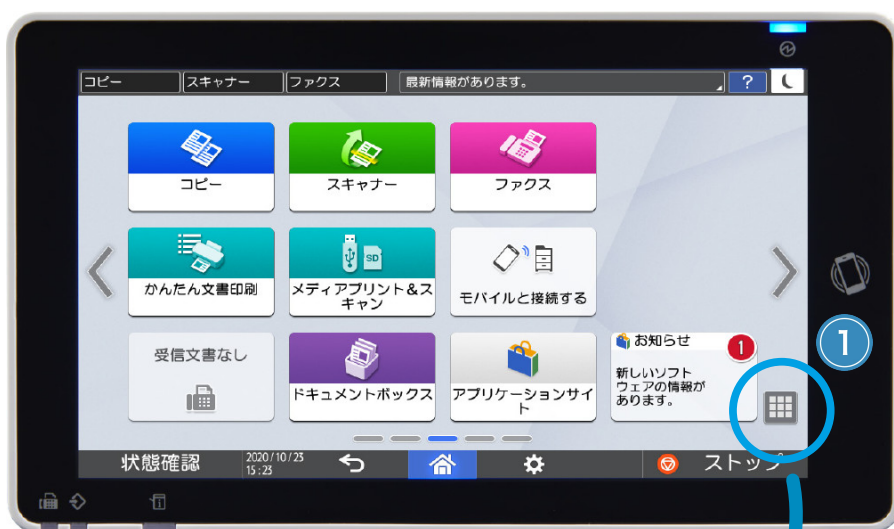 コピー
スキャナー
ファクス
最新情報があります。
?
コピー
スキャナー
ファクス
かんたん文書印刷
SD
メディアプリント&ス
キャン
モバイルと接続する
1
受信文書なし
お知らせ
1
新しいソフト
ウェアの情報が
あります。
ドキュメントボックス
アプリケーションサイ
ト
状態確認
2020/10/23
15:23
ストップ